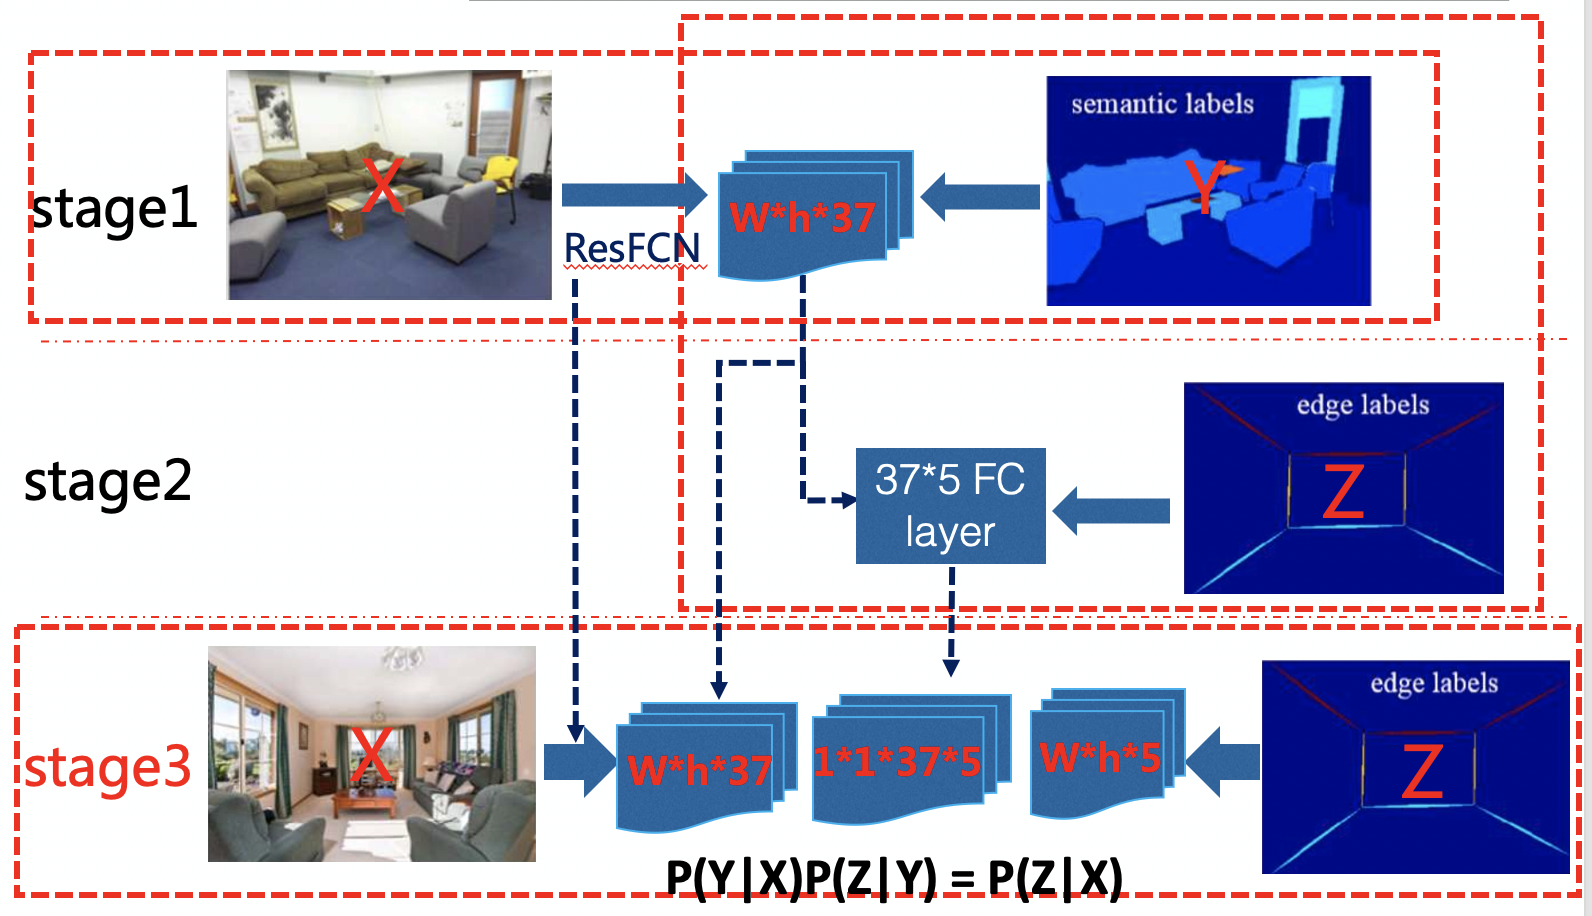 stage1
X
ResFCN
W*h*37
semantic labels
Y
stage2
37*5 FC
layer
edge labels
Z
stage3
X
W*h*37
1*1*37*5
W*h*5
edge labels
Z
P(Y|X)P(Z|Y) = P(Z|X)